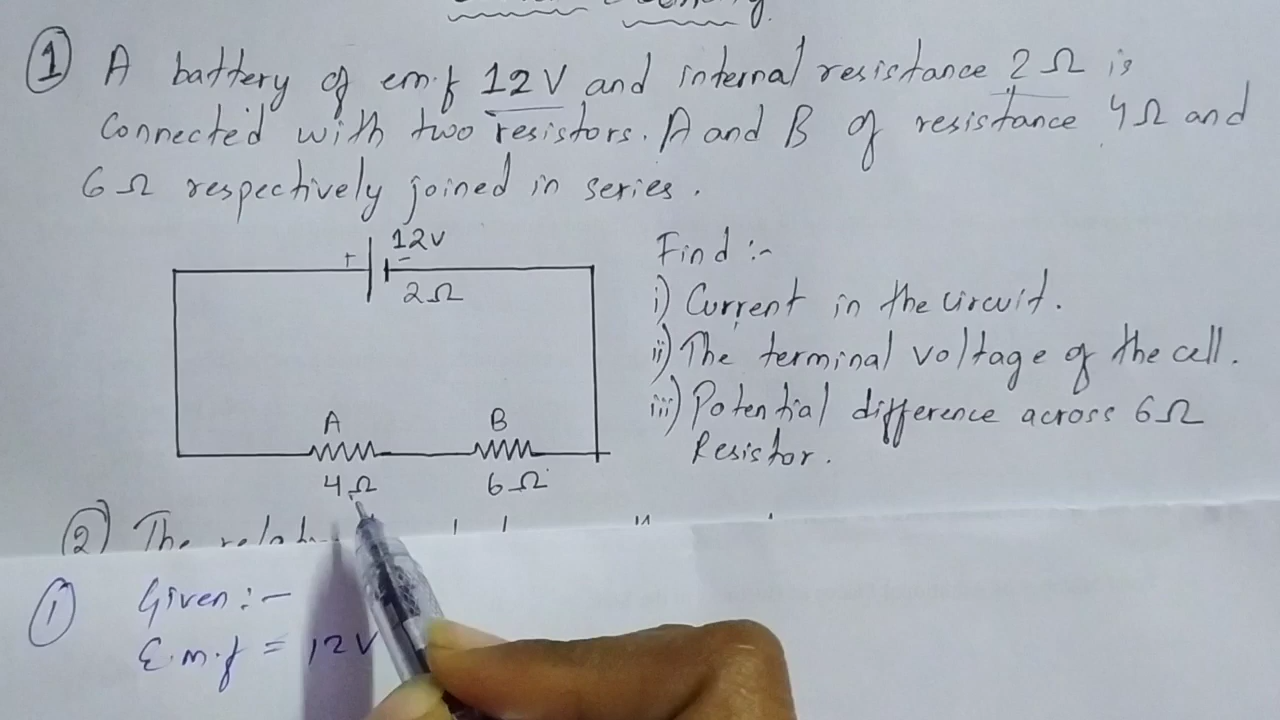 ① A battery of em.f 12V and internal resistance 2Ω is
Connected with two resistors. A and B of resistance 4Ω and
6Ω respectively joined in series.
12V
+ -
2Ω
A B
4Ω 6Ω
Find :-
i) Current in the circuit.
ii) The terminal voltage of the cell.
iii) Potential difference across 6Ω
Resistor.
② The
① Given :-
E.m.f = 12V